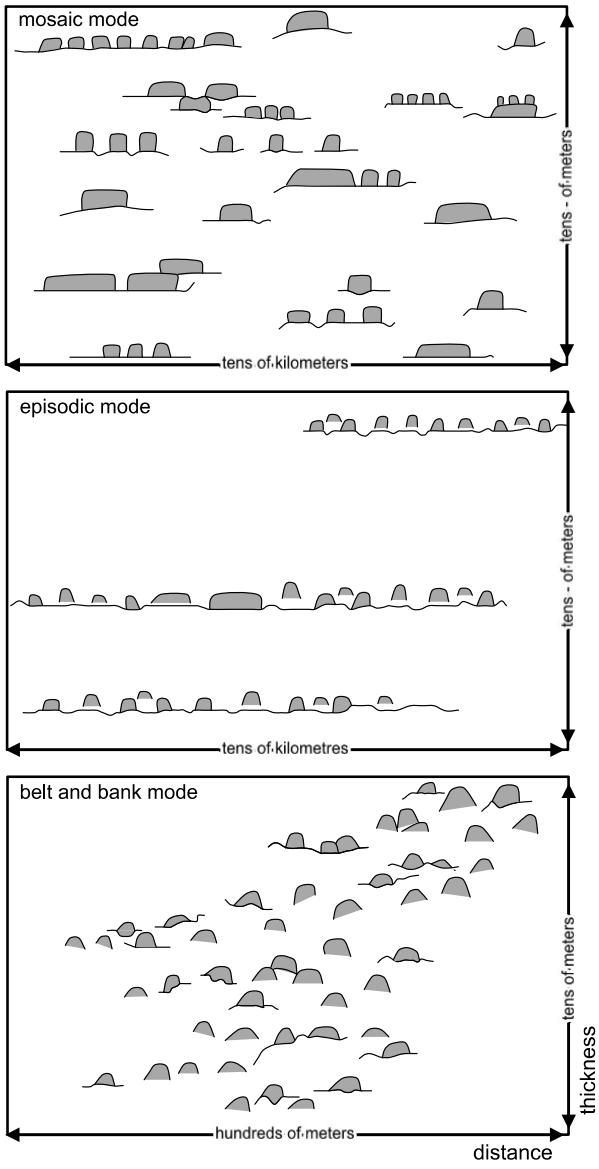 mosaic mode
tens - of meters
tens of kilometers
episodic mode
tens - of meters
tens of kilometres
belt and bank mode
tens of meters
thickness
hundreds of meters
distance